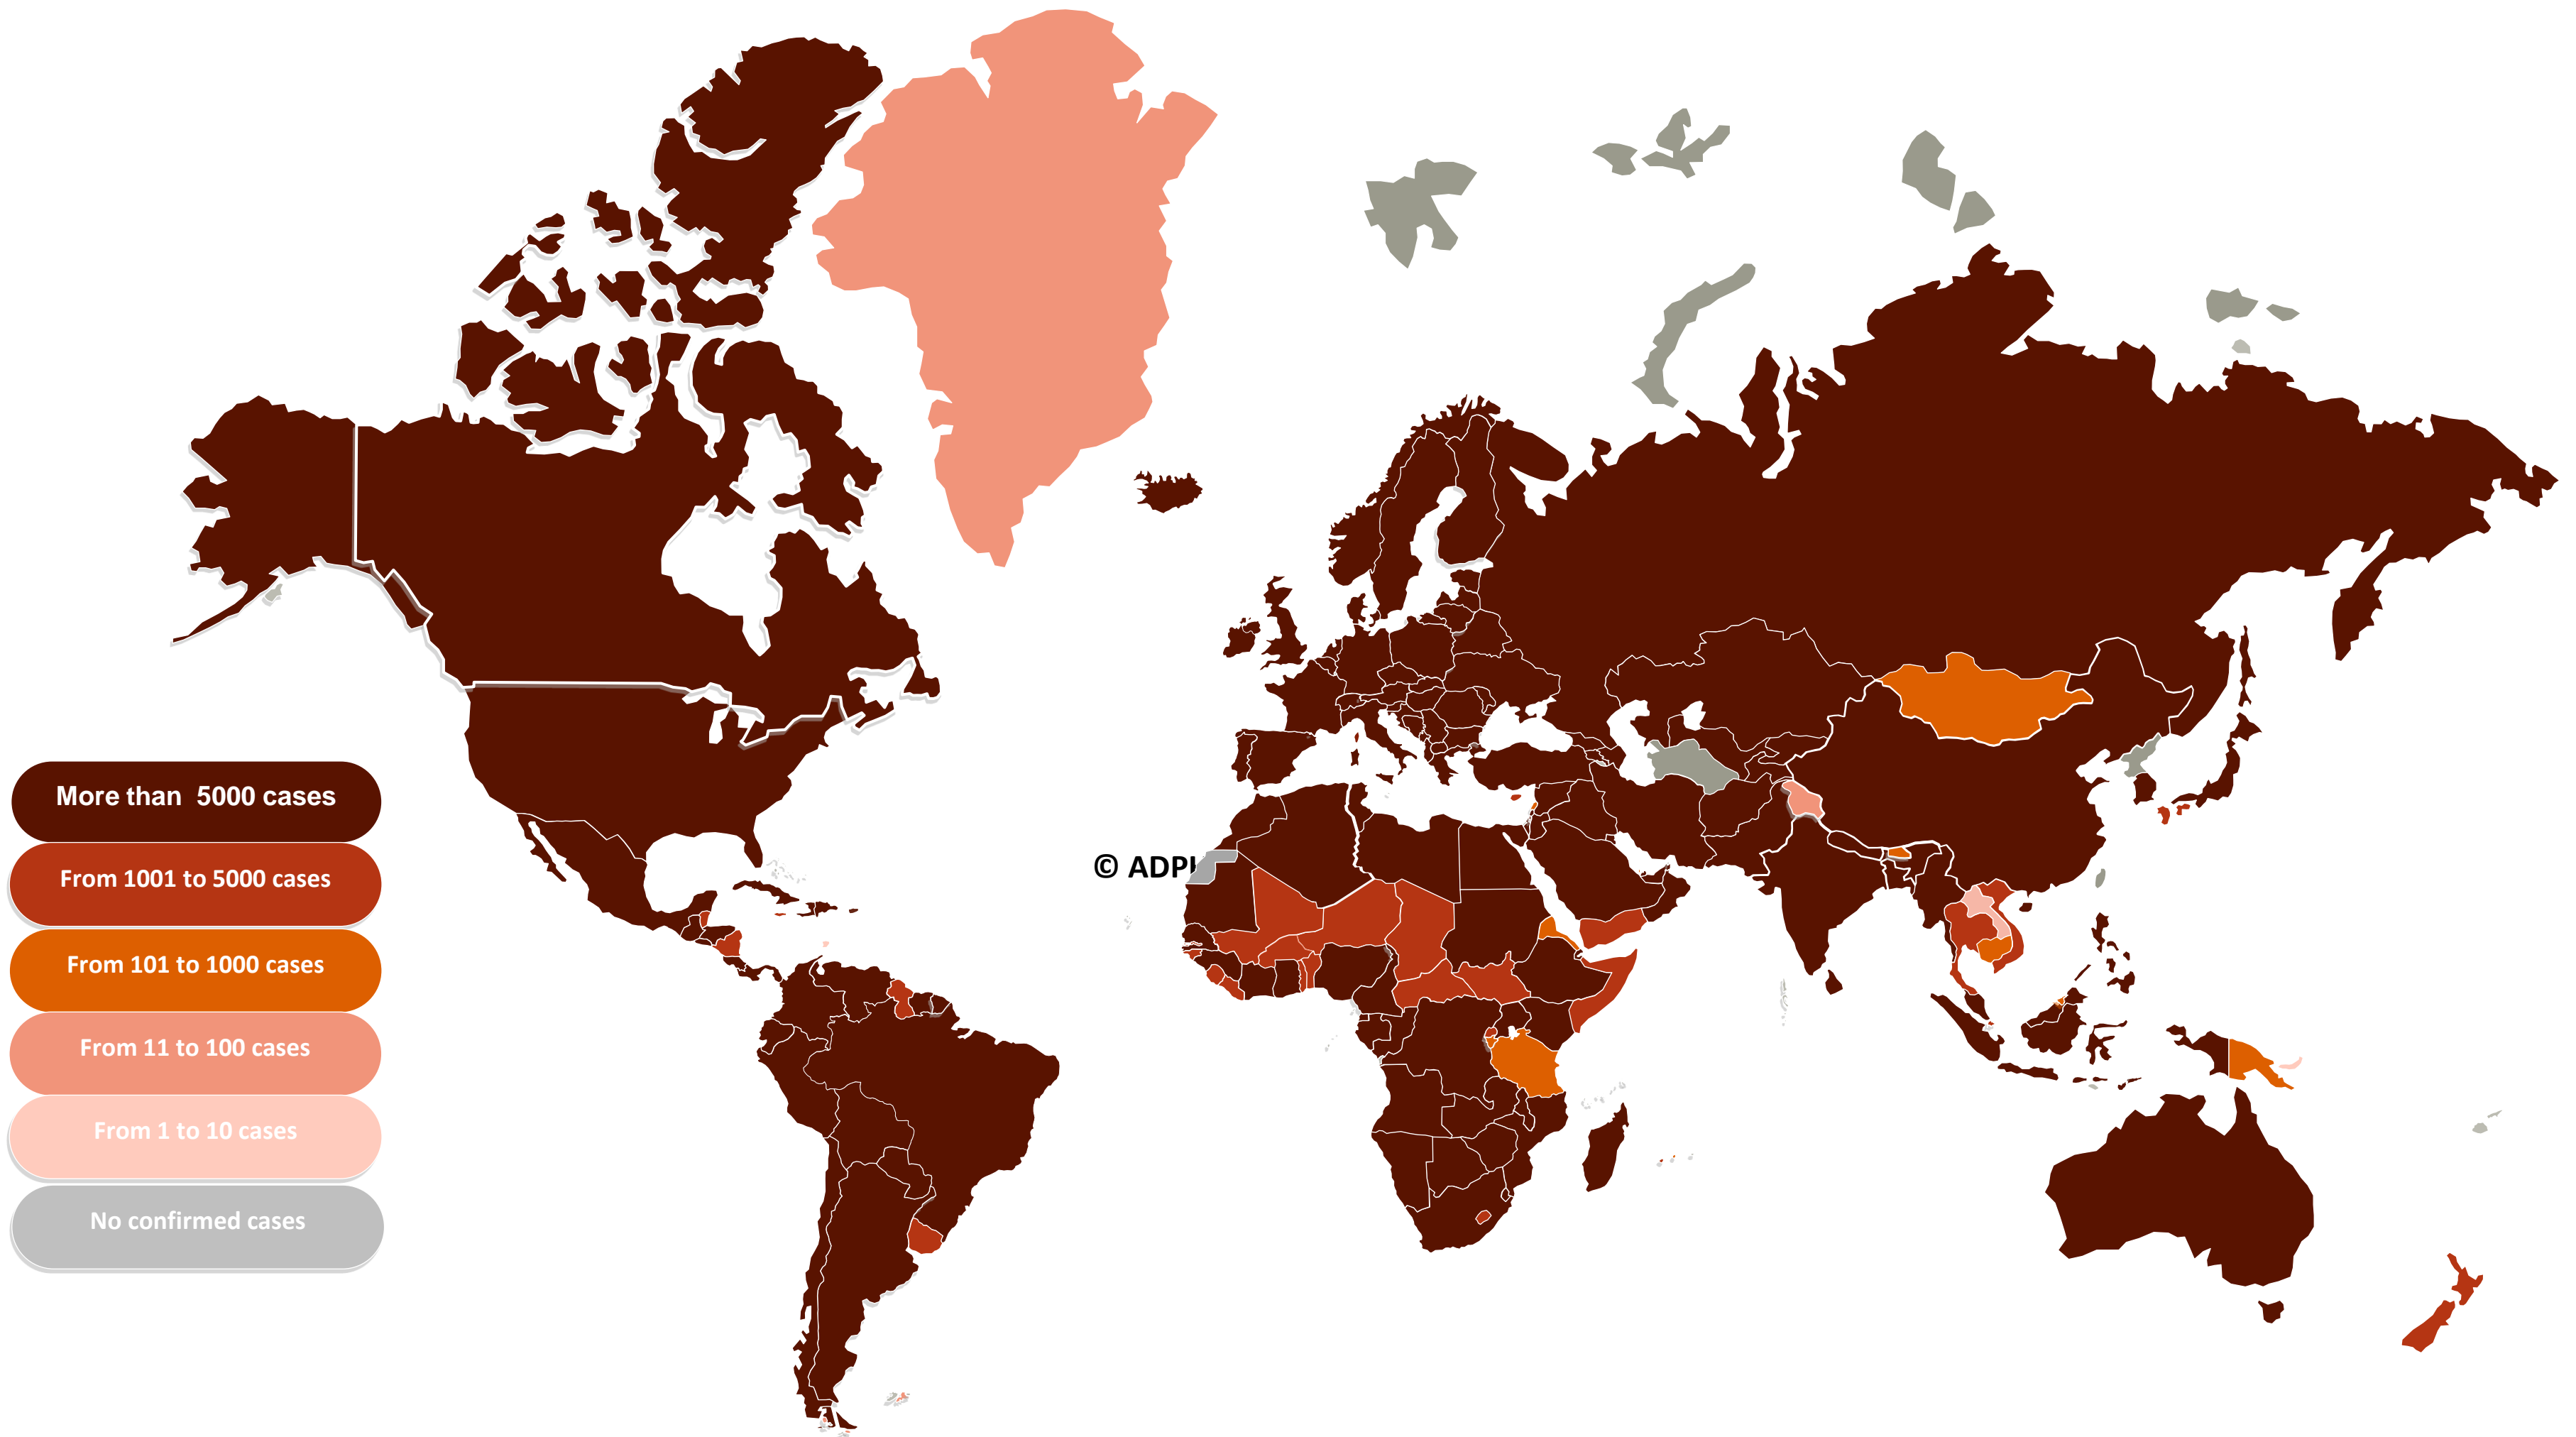 More than  5000 cases
From 1001 to 5000 cases
From 101 to 1000 cases
From 11 to 100 cases
From 1 to 10 cases
No confirmed cases
© ADP